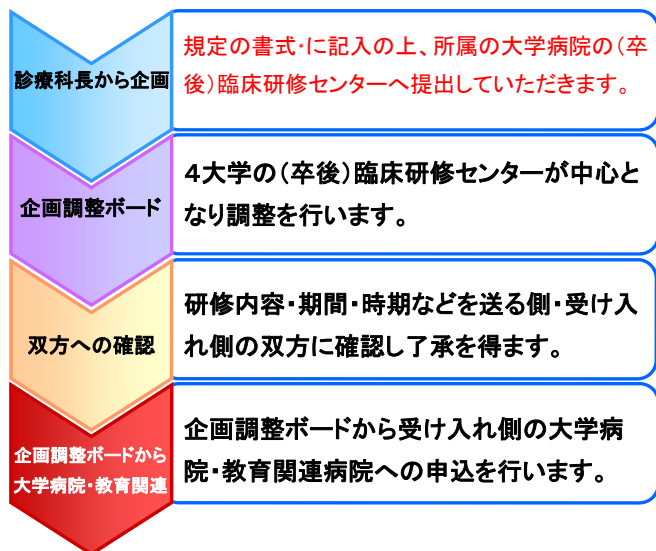 診療科長から企画
規定の書式*に記入の上、所属の大学病院の（卒
後）臨床研修センターへ提出していただきます。
企画調整ボード
４大学の（卒後）臨床研修センターが中心と
なり調整を行います。
双方への確認
研修内容・期間・時期などを送る側・受け入
れ側の双方に確認し了承を得ます。
企画調整ボードから
大学病院・教育関連
企画調整ボードから受け入れ側の大学病
院・教育関連病院への申込を行います。